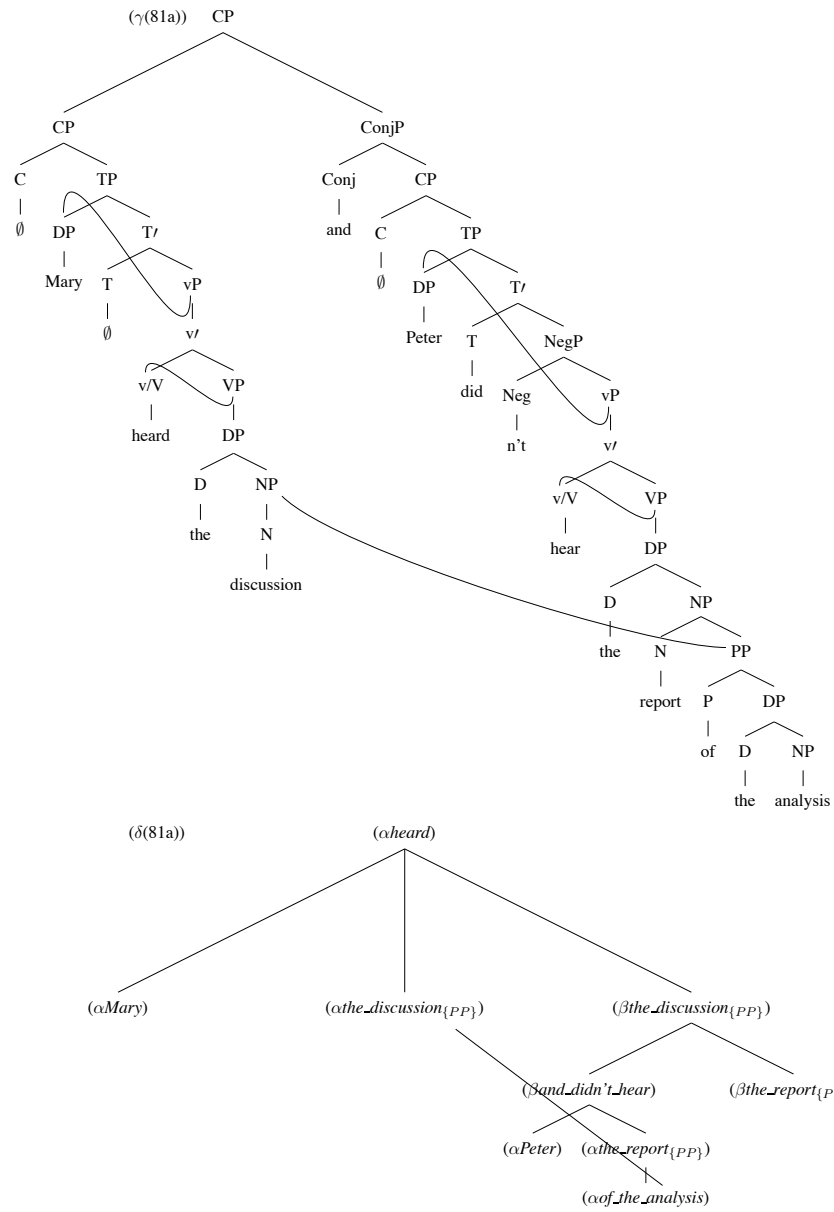 (γ(81a)) CP
CP ConjP
C TP Conj CP
∅ DP T′ and C TP
Mary T vP ∅ DP T′
∅ v′ Peter T NegP
v/V VP did Neg vP
heard DP n't v′
D NP v/V VP
the N hear DP
discussion D NP
the N PP
report P DP
of D NP
the analysis
(δ(81a)) (αheard)
(αMary) (αthe_discussion{PP}) (βthe_discussion{PP})
(βand_didn't_hear) (βthe_report{P
(αPeter) (αthe_report{PP})
(αof_the_analysis)